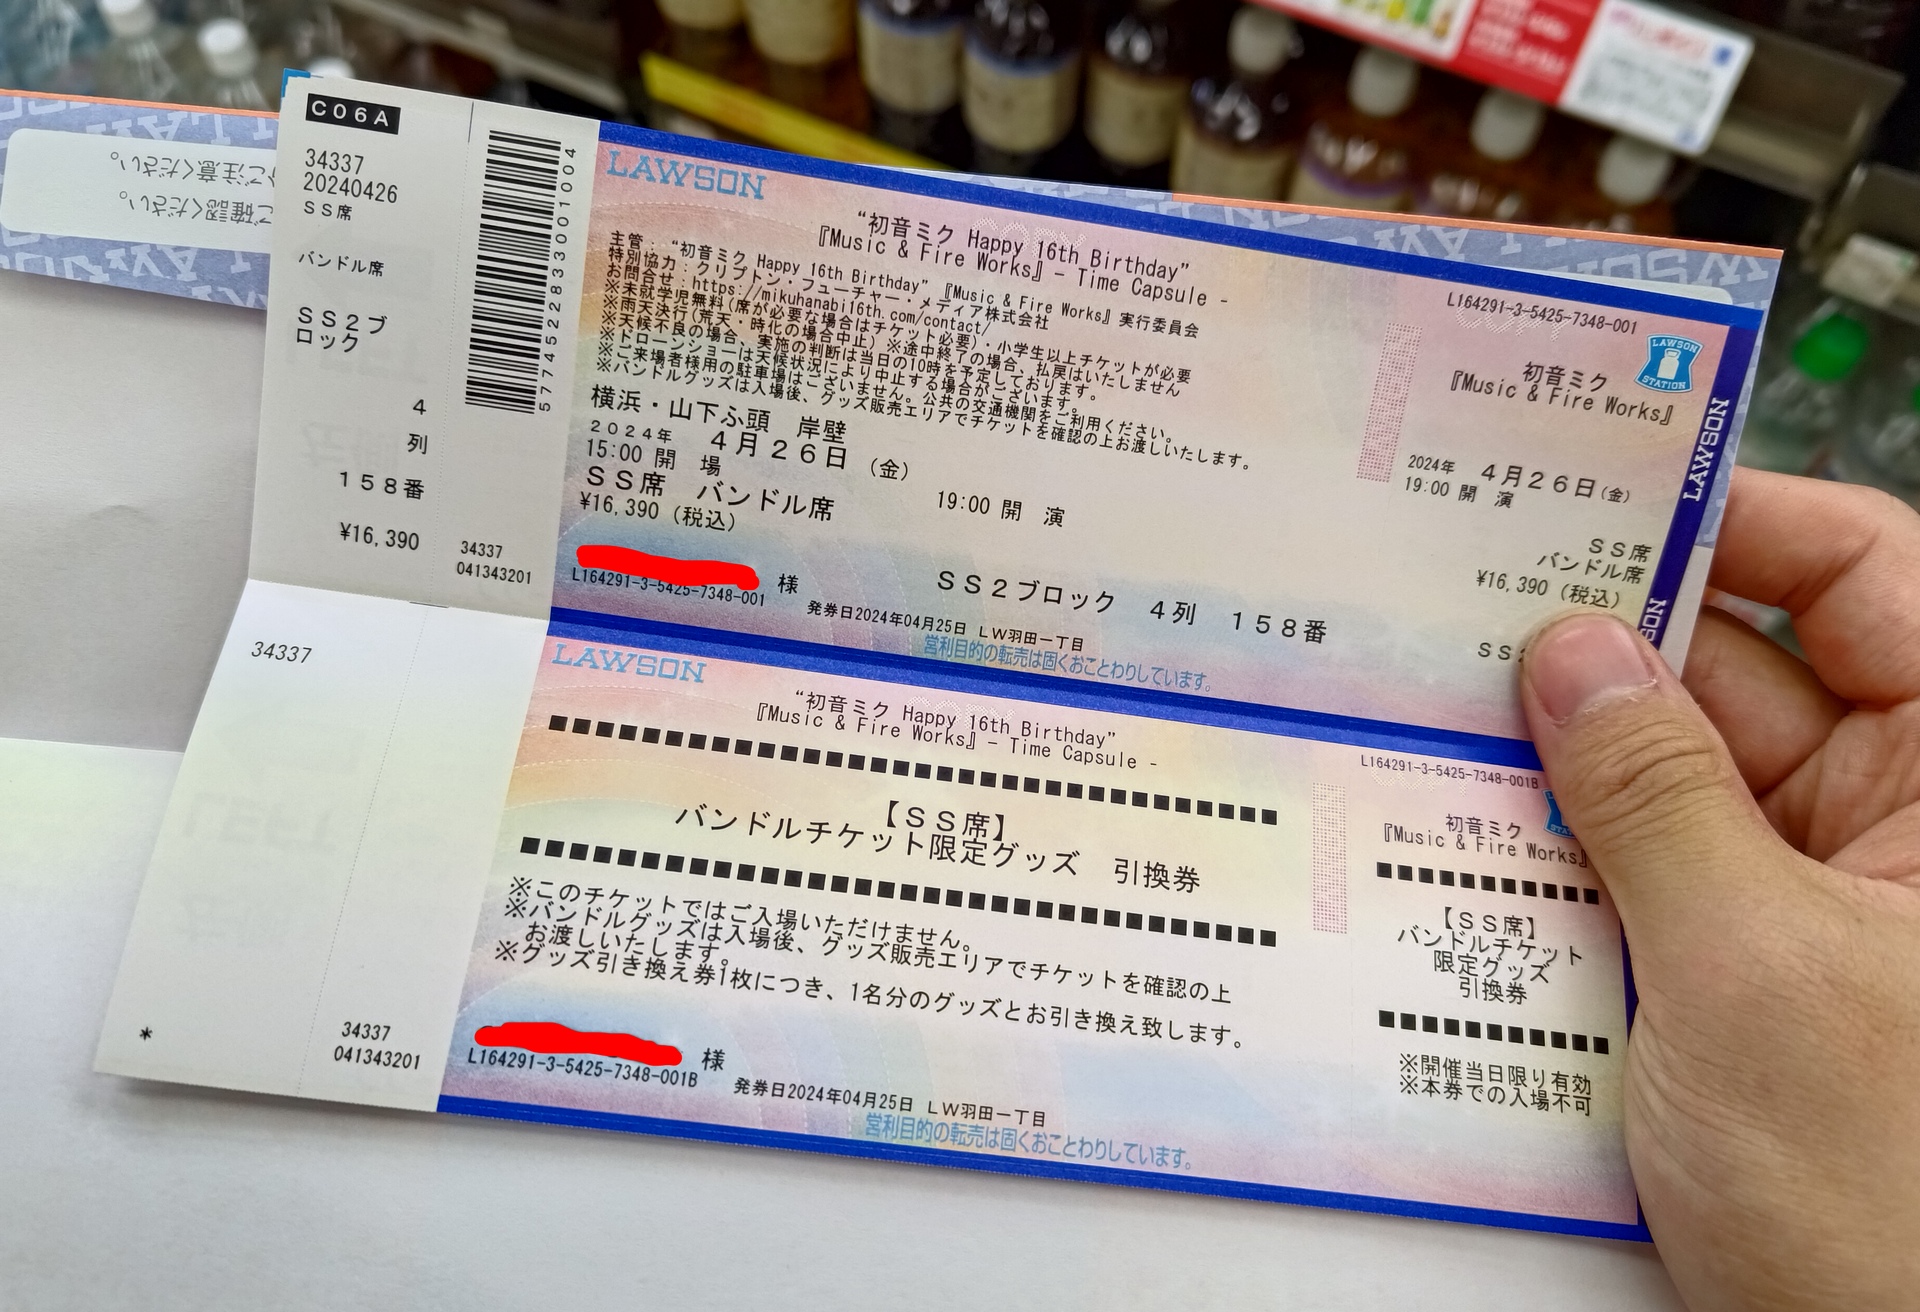 C06A
34337
20240426
SS席
バンドル席
SS2ブ
ロック
4
列
158番
¥16,390
34337
041343201
5774522833001004
LAWSON
“初音ミク Happy 16th Birthday”
『Music & Fire Works』- Time Capsule -
主管:“初音ミク Happy 16th Birthday”『Music & Fire Works』実行委員会
特別協力:クリプトン・フューチャー・メディア株式会社
お問合せ:https://mikuhanabi16th.com/contact/
※未就学児無料(席が必要な場合はチケット必要)・小学生以上チケットが必要
※雨天決行(荒天・時化の場合中止)※途中終了の場合、払戻はいたしません
※天候不良の場合、実施の判断は当日の10時を予定しております。
※ドローンショーは天候状況により中止する場合がございます。
※ご来場者様用の駐車場はございません。公共の交通機関をご利用ください。
※バンドルグッズは入場後、グッズ販売エリアでチケットを確認の上お渡しいたします。
横浜・山下ふ頭 岸壁
2024年 4月26日(金)
15:00 開 場 19:00 開 演
SS席 バンドル席
¥16,390(税込)
様
L164291-3-5425-7348-001
SS2ブロック 4列 158番
発券日2024年04月25日 LW羽田一丁目
営利目的の転売は固くおことわりしています。
L164291-3-5425-7348-001
LAWSON
STATION
初音ミク
『Music & Fire Works』
2024年 4月26日(金)
19:00 開 演
SS席
バンドル席
¥16,390(税込)
LAWSON
34337
*
34337
041343201
LAWSON
“初音ミク Happy 16th Birthday”
『Music & Fire Works』- Time Capsule -
【SS席】
バンドルチケット限定グッズ 引換券
※このチケットではご入場いただけません。
※バンドルグッズは入場後、グッズ販売エリアでチケットを確認の上
お渡しいたします。
※グッズ引き換え券1枚につき、1名分のグッズとお引き換え致します。
様
L164291-3-5425-7348-001B
発券日2024年04月25日 LW羽田一丁目
営利目的の転売は固くおことわりしています。
L164291-3-5425-7348-001B
初音ミク
『Music & Fire Works』
【SS席】
バンドルチケット
限定グッズ
引換券
※開催当日限り有効
※本券での入場不可